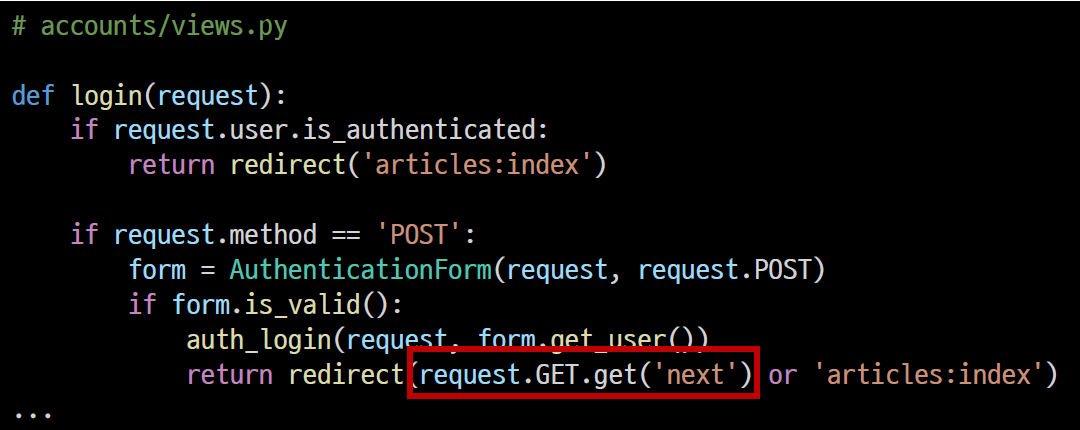 # accounts/views.py
def login(request):
    if request.user.is_authenticated:
        return redirect('articles:index')
    if request.method == 'POST':
        form = AuthenticationForm(request, request.POST)
        if form.is_valid():
            auth_login(request, form.get_user())
            return redirect(request.GET.get('next') or 'articles:index')
...